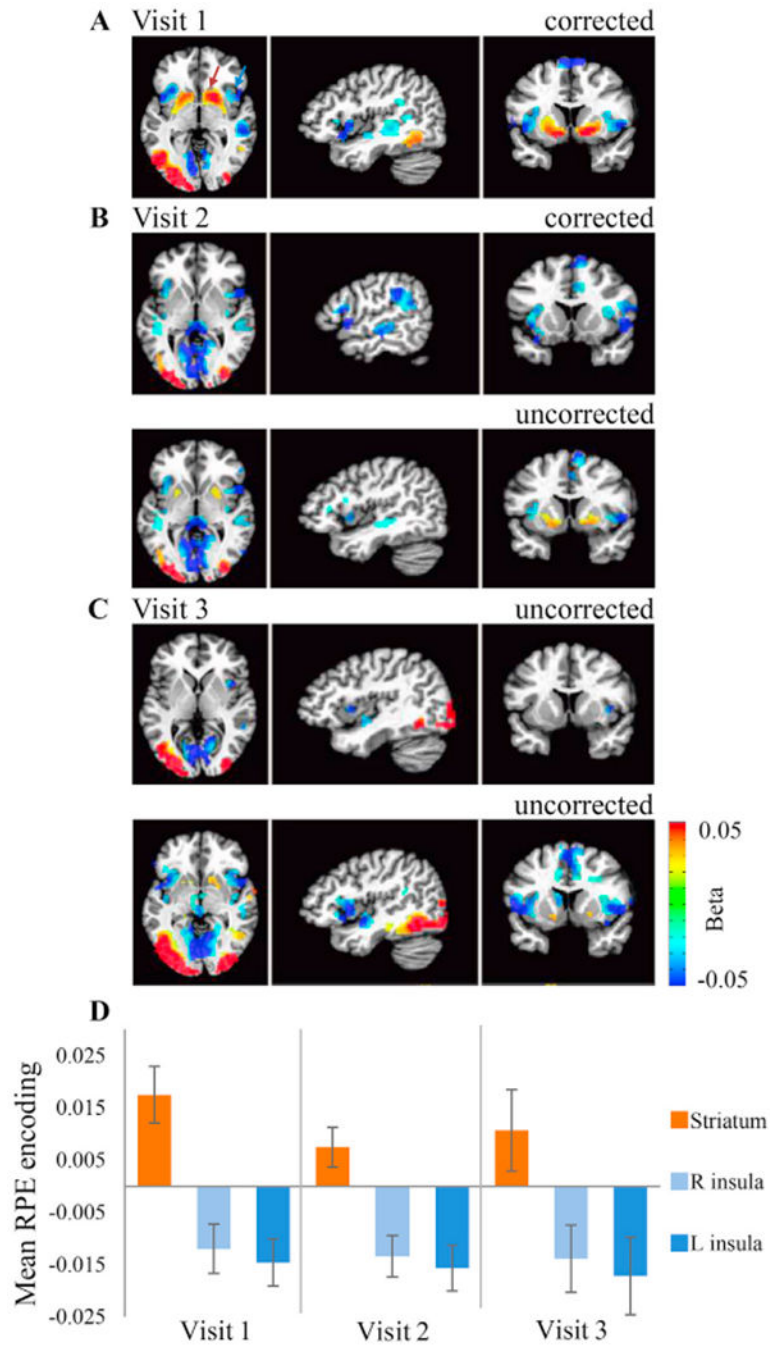 A Visit 1 corrected
B Visit 2 corrected
uncorrected
C Visit 3 uncorrected
uncorrected
0.05
Beta
-0.05
D
0.025
0.015
0.005
-0.005
-0.015
-0.025
Mean RPE encoding
Striatum
R insula
L insula
Visit 1 Visit 2 Visit 3